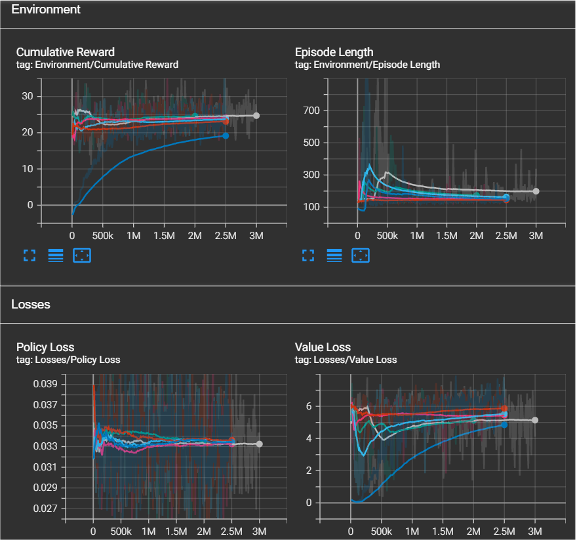 Environment
Cumulative Reward
tag: Environment/Cumulative Reward
30
20
10
0
0 500k 1M 1.5M 2M 2.5M 3M
Episode Length
tag: Environment/Episode Length
700
500
300
100
0 500k 1M 1.5M 2M 2.5M 3M
Losses
Policy Loss
tag: Losses/Policy Loss
0.039
0.037
0.035
0.033
0.031
0.029
0.027
0 500k 1M 1.5M 2M 2.5M 3M
Value Loss
tag: Losses/Value Loss
6
4
2
0
0 500k 1M 1.5M 2M 2.5M 3M